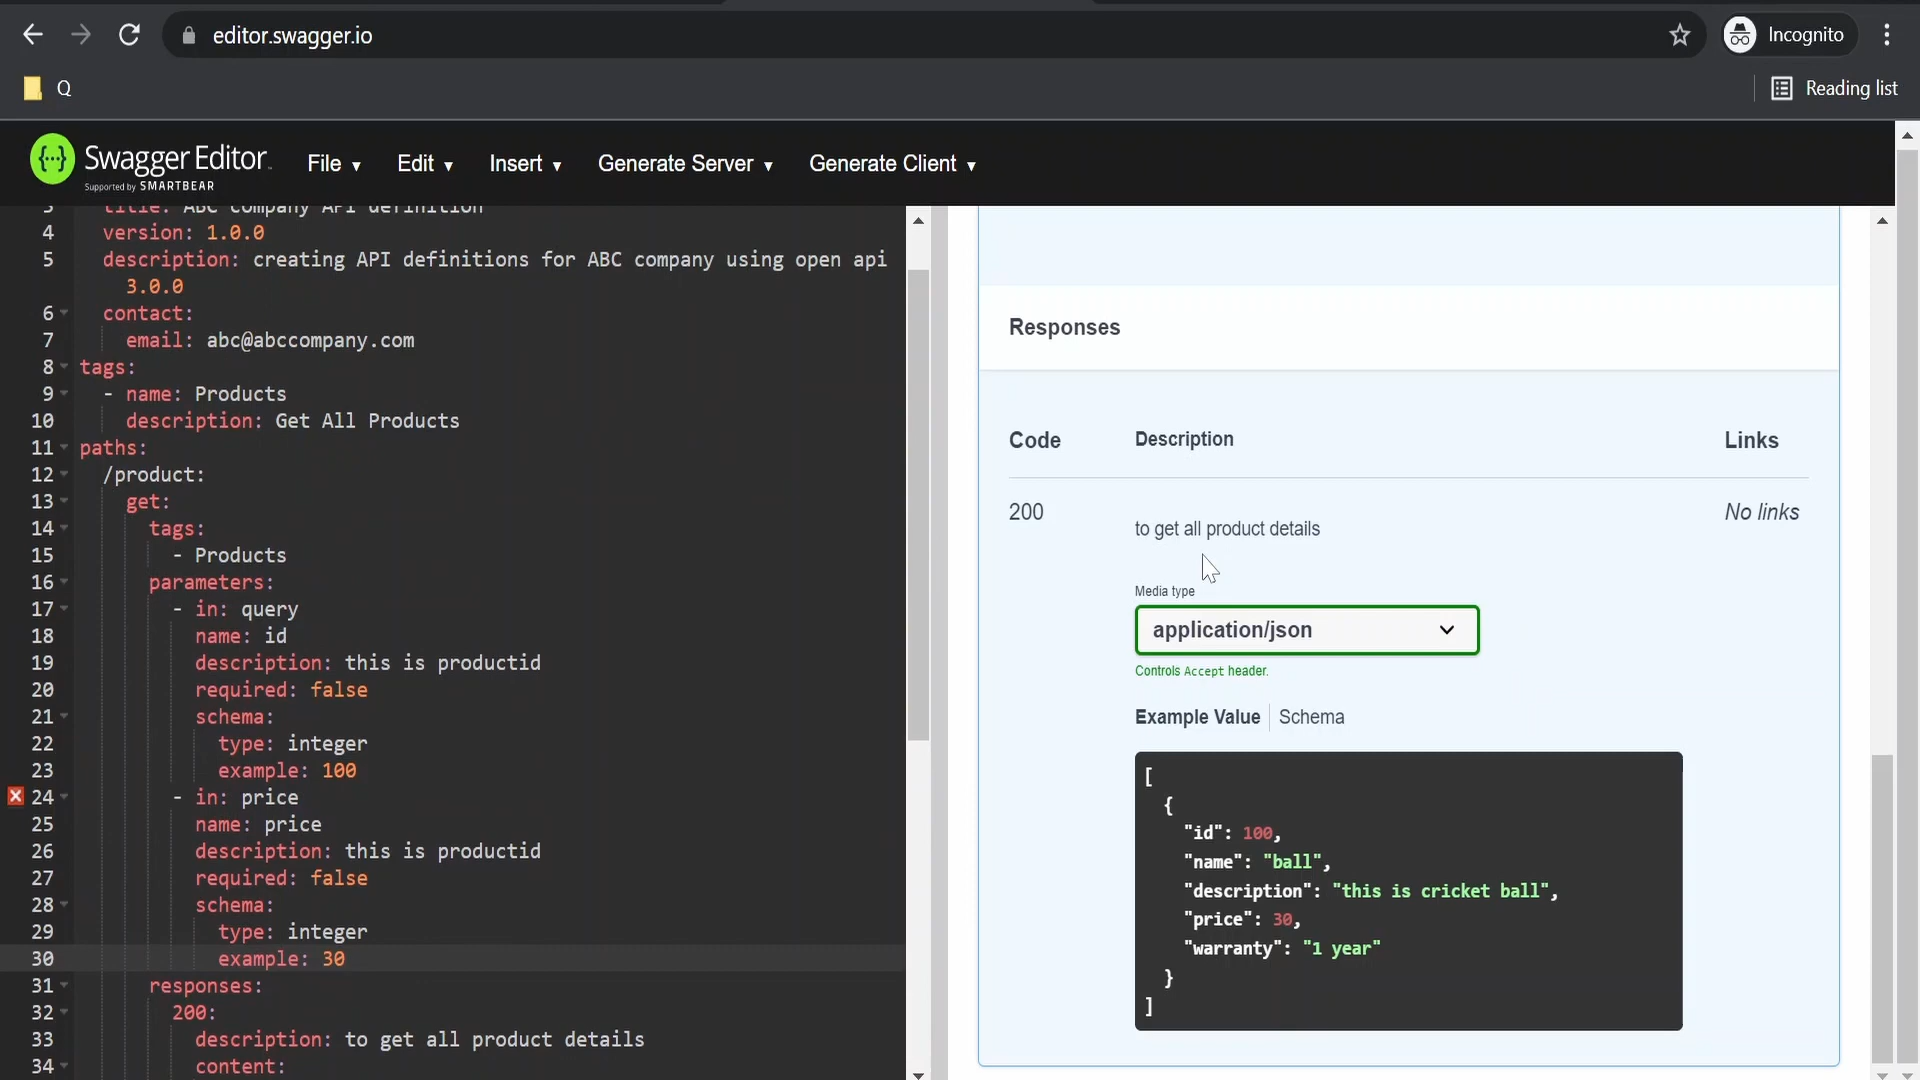 editor.swagger.io
Incognito
Q
Reading list
Swagger Editor
Supported by SMARTBEAR
File
Edit
Insert
Generate Server
Generate Client
3 title: ABC company API definition
4 version: 1.0.0
5 description: creating API definitions for ABC company using open api
3.0.0
6 contact:
7 email: abc@abccompany.com
8 tags:
9 - name: Products
10 description: Get All Products
11 paths:
12 /product:
13 get:
14 tags:
15 - Products
16 parameters:
17 - in: query
18 name: id
19 description: this is productid
20 required: false
21 schema:
22 type: integer
23 example: 100
24 - in: price
25 name: price
26 description: this is productid
27 required: false
28 schema:
29 type: integer
30 example: 30
31 responses:
32 200:
33 description: to get all product details
34 content:
Responses
Code Description Links
200 to get all product details No links
Media type
application/json
Controls Accept header.
Example Value Schema
[
{
"id": 100,
"name": "ball",
"description": "this is cricket ball",
"price": 30,
"warranty": "1 year"
}
]